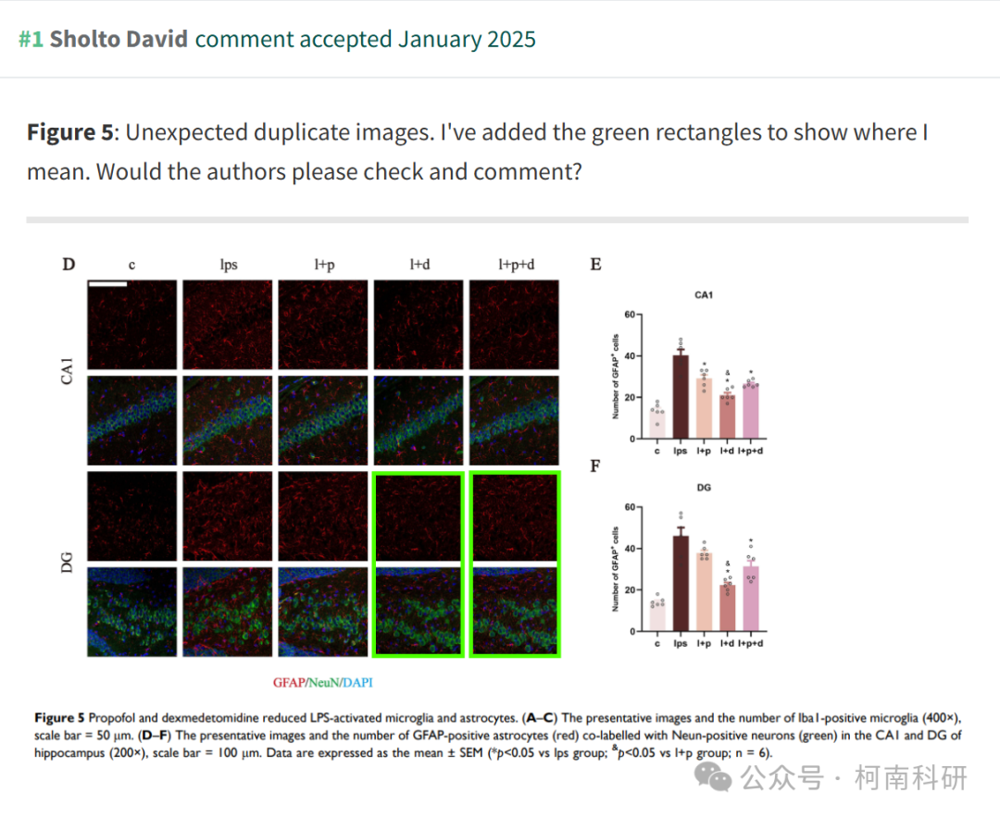 #1 Sholto David comment accepted January 2025
Figure 5: Unexpected duplicate images. I've added the green rectangles to show where I
mean. Would the authors please check and comment?
D c lps l+p l+d l+p+d
CA1
DG
GFAP/NeuN/DAPI
E
CA1
Number of GFAP+ cells
60
40
20
0
* & * *
c lps l+p l+d l+p+d
F
DG
Number of GFAP+ cells
60
40
20
0
& * *
c lps l+p l+d l+p+d
Figure 5 Propofol and dexmedetomidine reduced LPS-activated microglia and astrocytes. (A–C) The presentative images and the number of Iba1-positive microglia (400×),
scale bar = 50 μm. (D–F) The presentative images and the number of GFAP-positive astrocytes (red) co-labelled with Neun-positive neurons (green) in the CA1 and DG of
hippocampus (200×), scale bar = 100 μm. Data are expressed as the mean ± SEM (*p<0.05 vs lps group; &p<0.05 vs l+p group; n = 6).
公众号 · 柯南科研